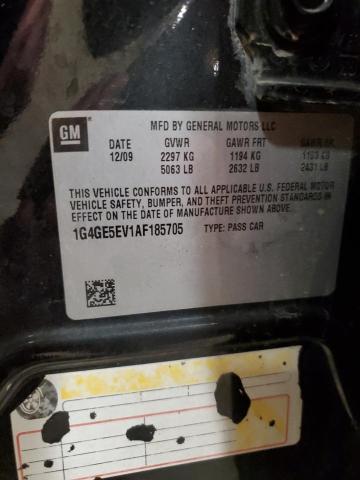 GM
MFD BY GENERAL MOTORS LLC
DATE GVWR GAWR FRT GAWR RR
12/09 2297 KG 1194 KG 1103 KG
5063 LB 2632 LB 2431 LB
THIS VEHICLE CONFORMS TO ALL APPLICABLE U.S. FEDERAL MOTOR
VEHICLE SAFETY, BUMPER, AND THEFT PREVENTION STANDARDS IN
EFFECT ON THE DATE OF MANUFACTURE SHOWN ABOVE.
1G4GE5EV1AF185705 TYPE: PASS CAR